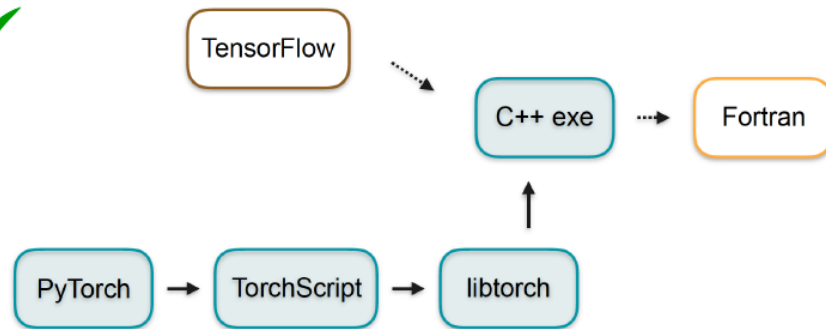 TensorFlow
C++ exe
Fortran
PyTorch
TorchScript
libtorch